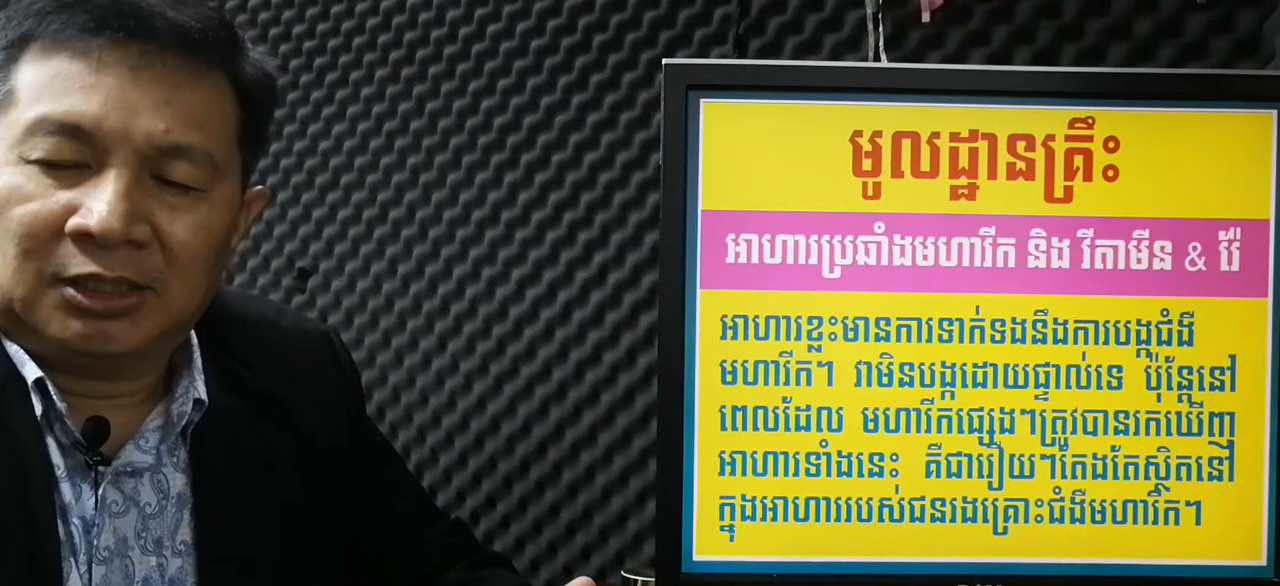 មូលដ្ឋានគ្រឹះ
អាហារប្រឆាំងមហារីក និង វីតាមីន & រ៉ែ
អាហារខ្លះមានការទាក់ទងនឹងការបង្កជំងឺ
មហារីក។ វាមិនបង្កដោយផ្ទាល់ទេ ប៉ុន្តែនៅ
ពេលដែល មហារីកផ្សេងៗត្រូវបានរកឃើញ
អាហារទាំងនេះ គឺជារឿយៗតែងតែស្ថិតនៅ
ក្នុងអាហាររបស់ជនរងគ្រោះជំងឺមហារីក។